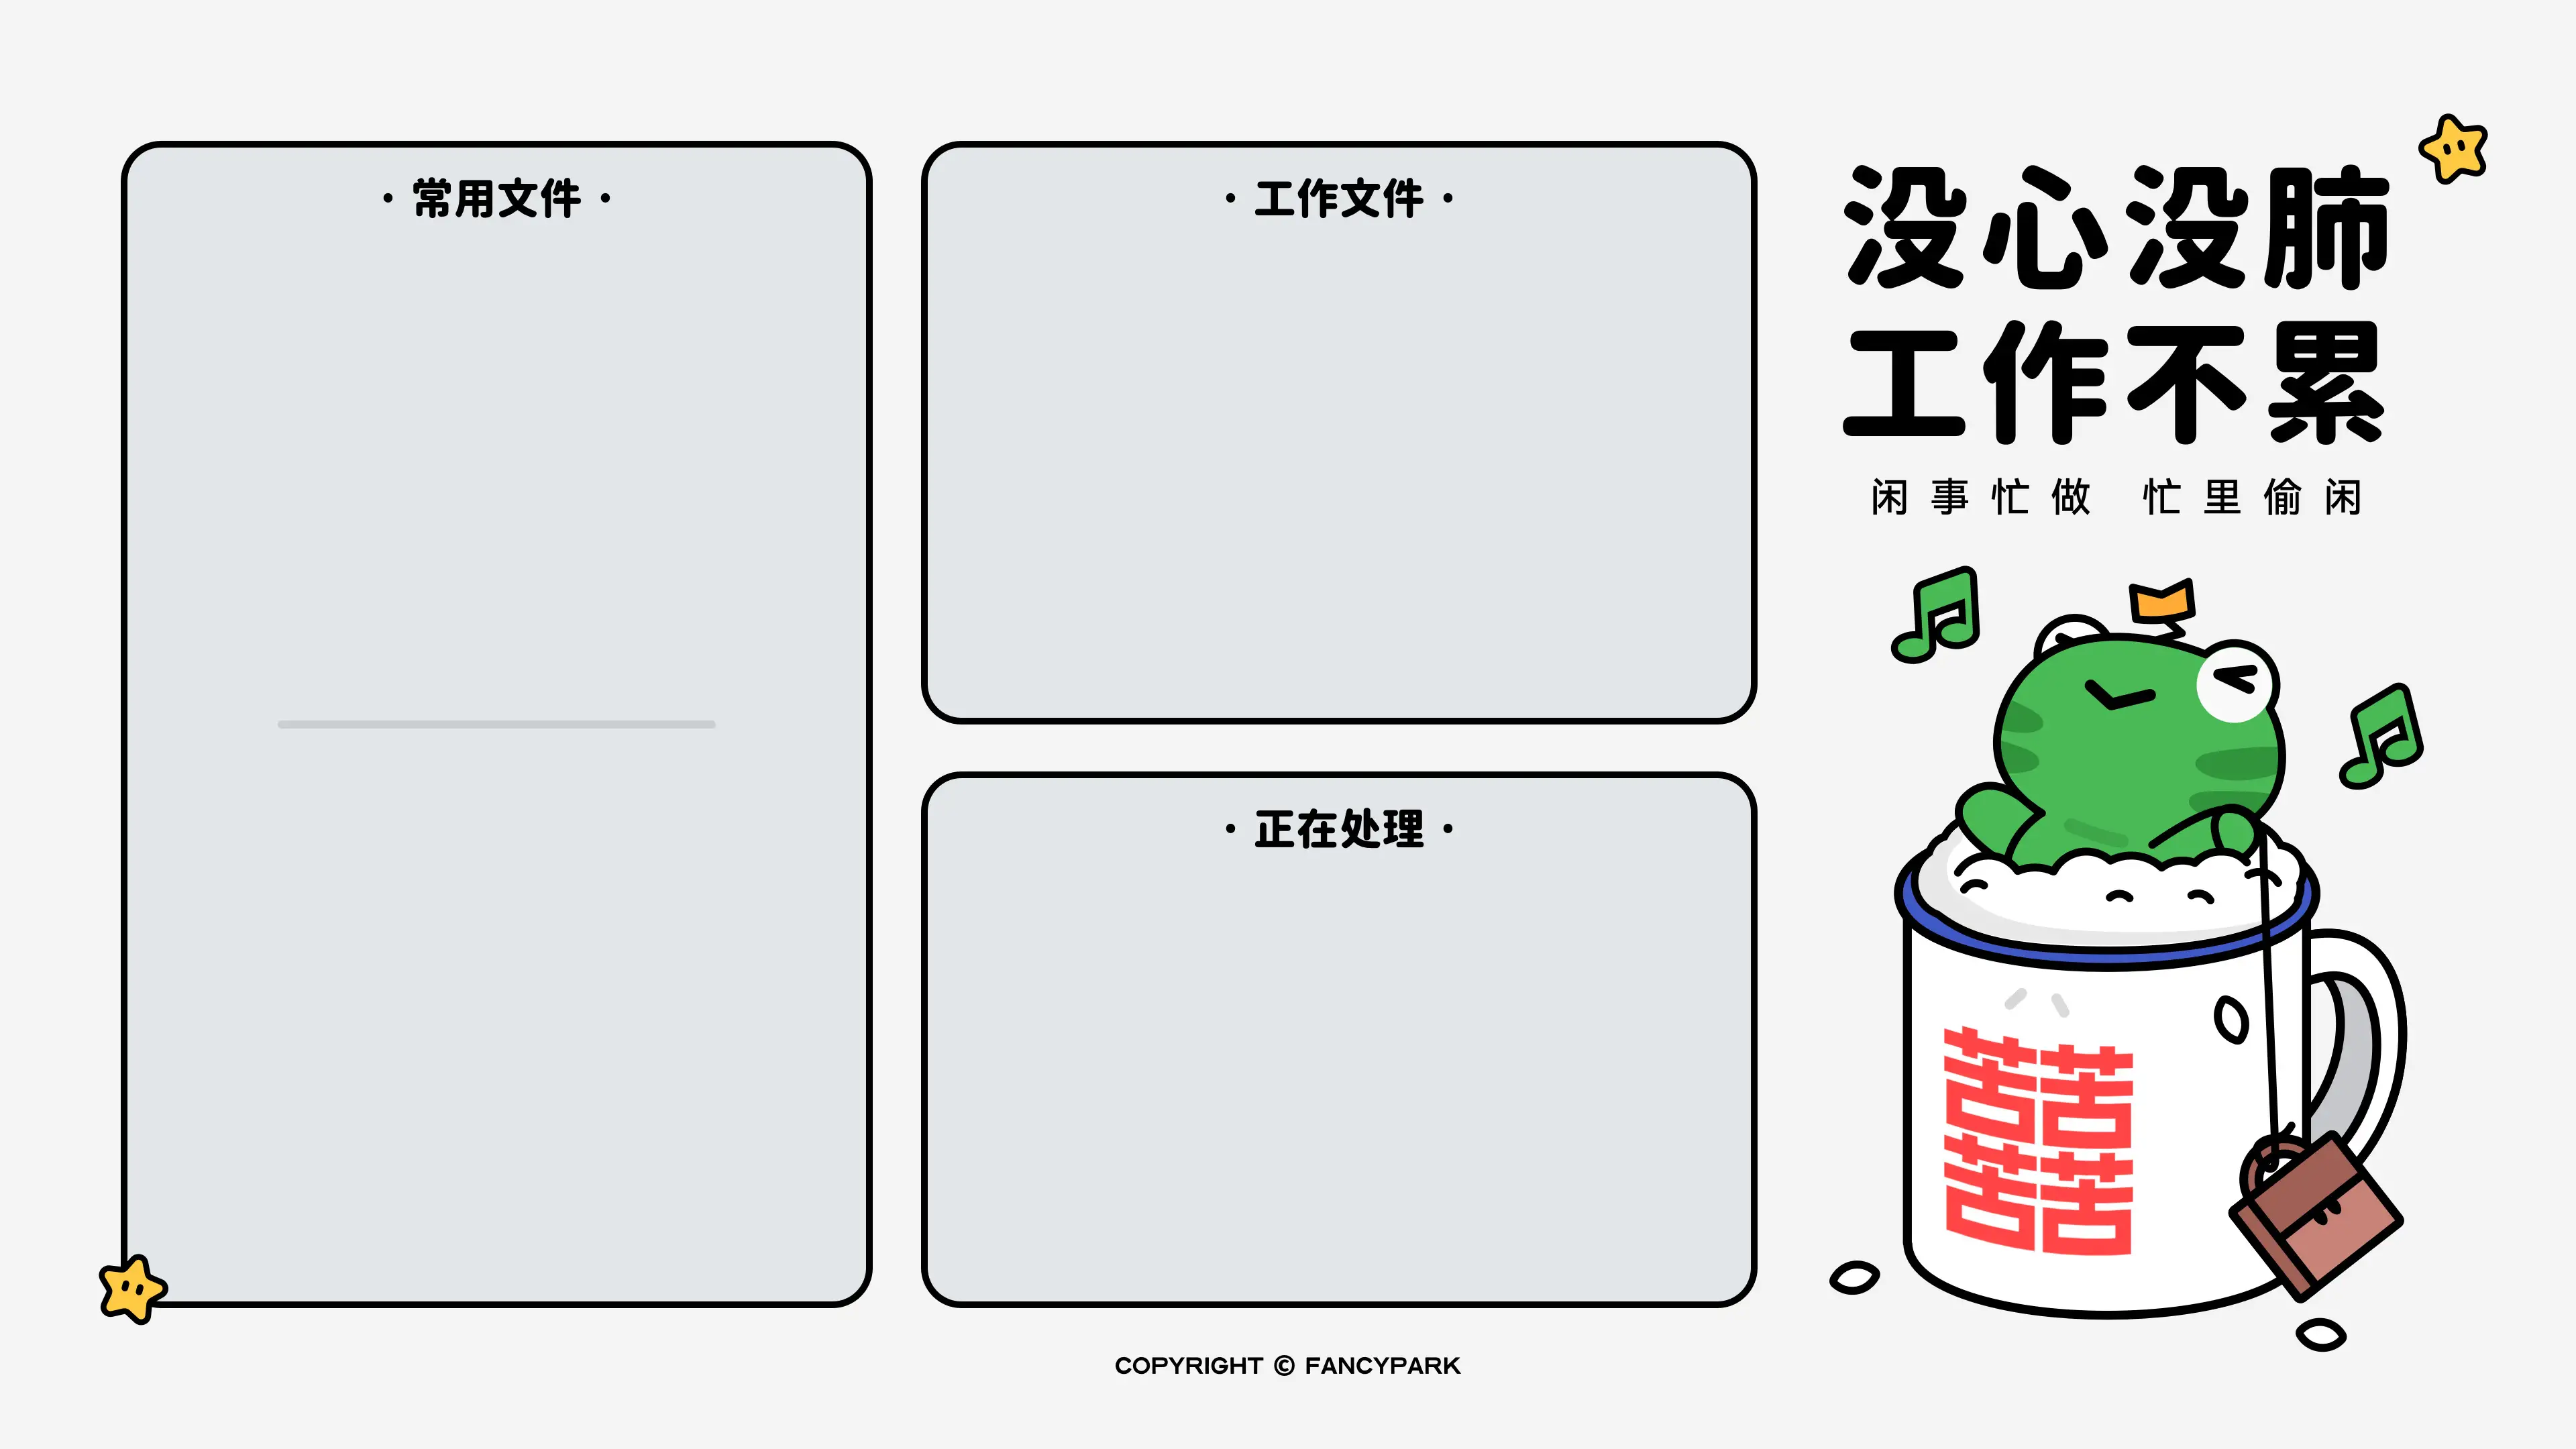 · 常用文件 ·
· 工作文件 ·
· 正在处理 ·
没心没肺
工作不累
闲事忙做 忙里偷闲
苦苦
苦苦
COPYRIGHT © FANCYPARK